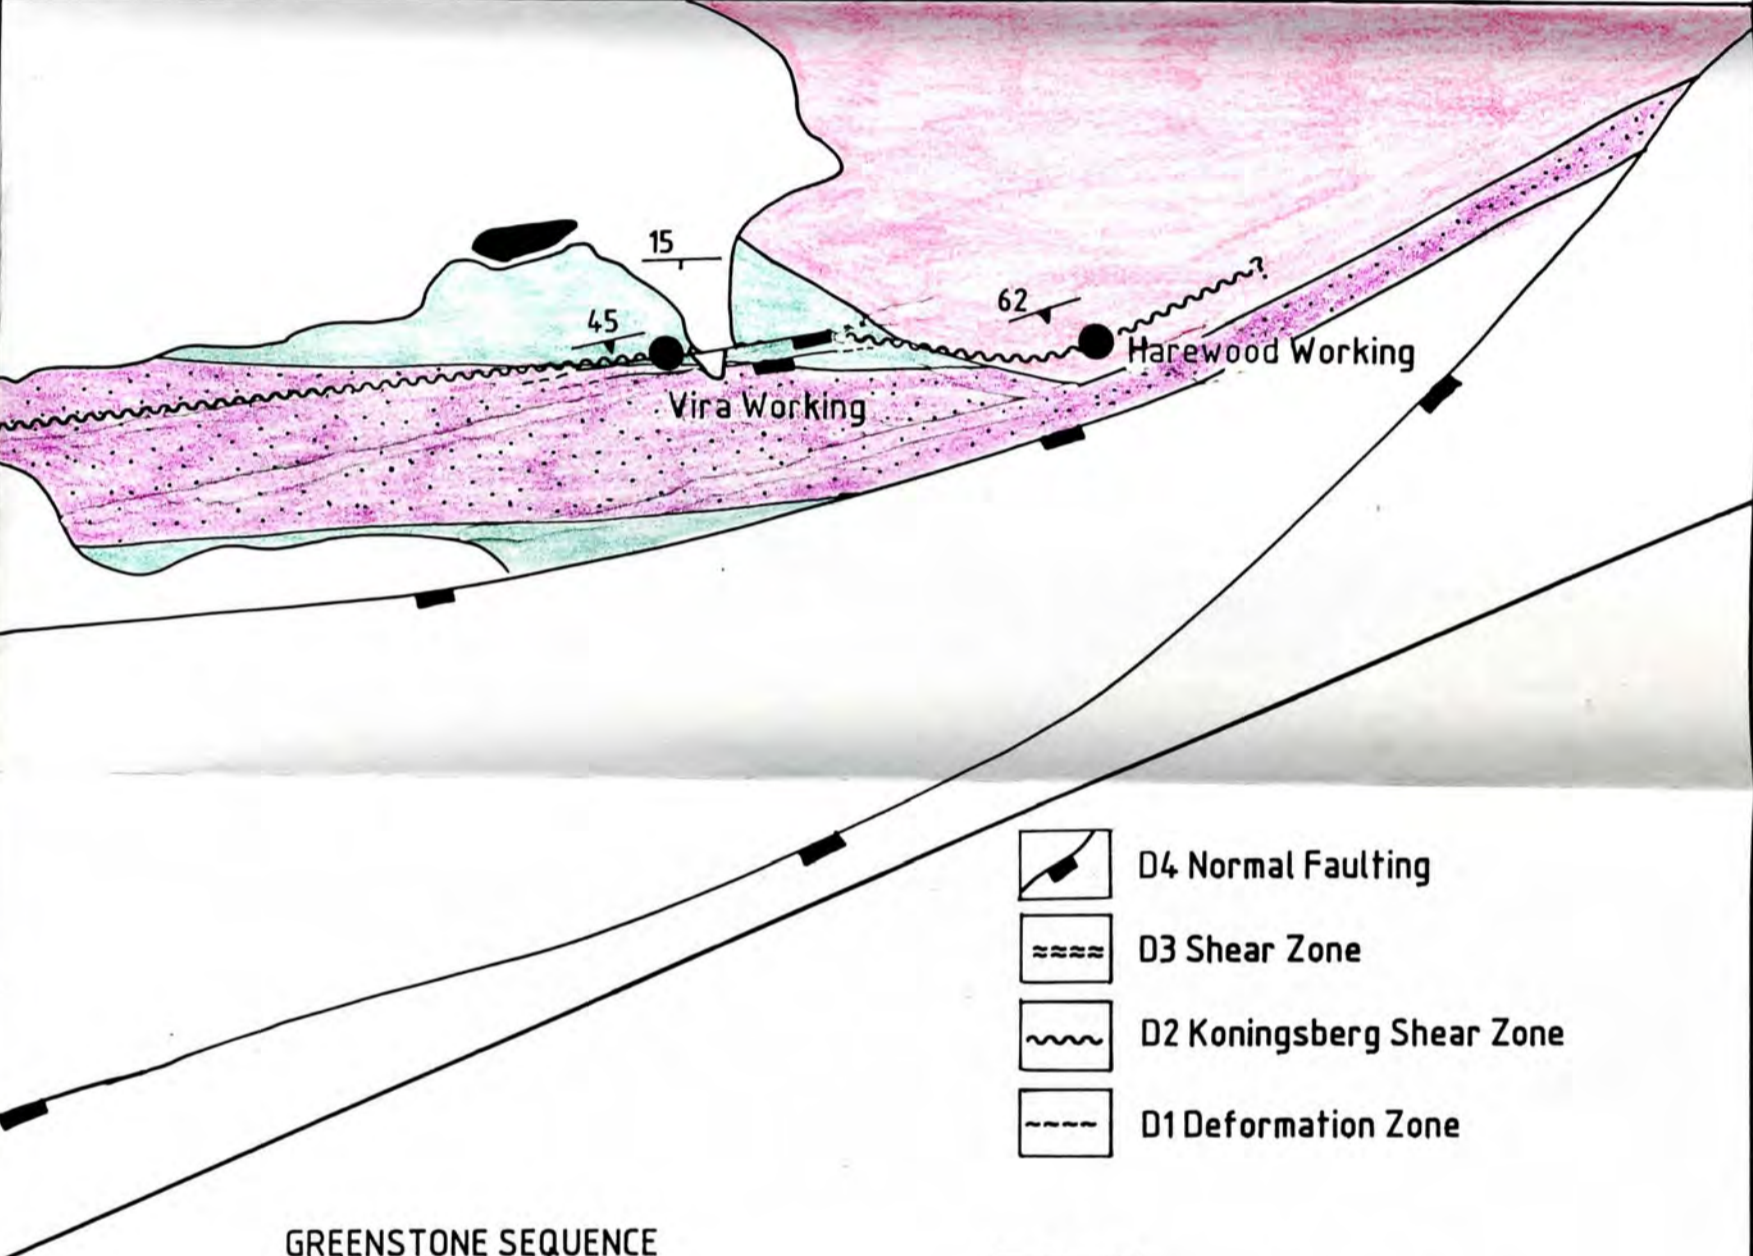 15
45
62
?
Harewood Working
Vira Working
D4 Normal Faulting
D3 Shear Zone
D2 Koningsberg Shear Zone
D1 Deformation Zone
GREENSTONE SEQUENCE